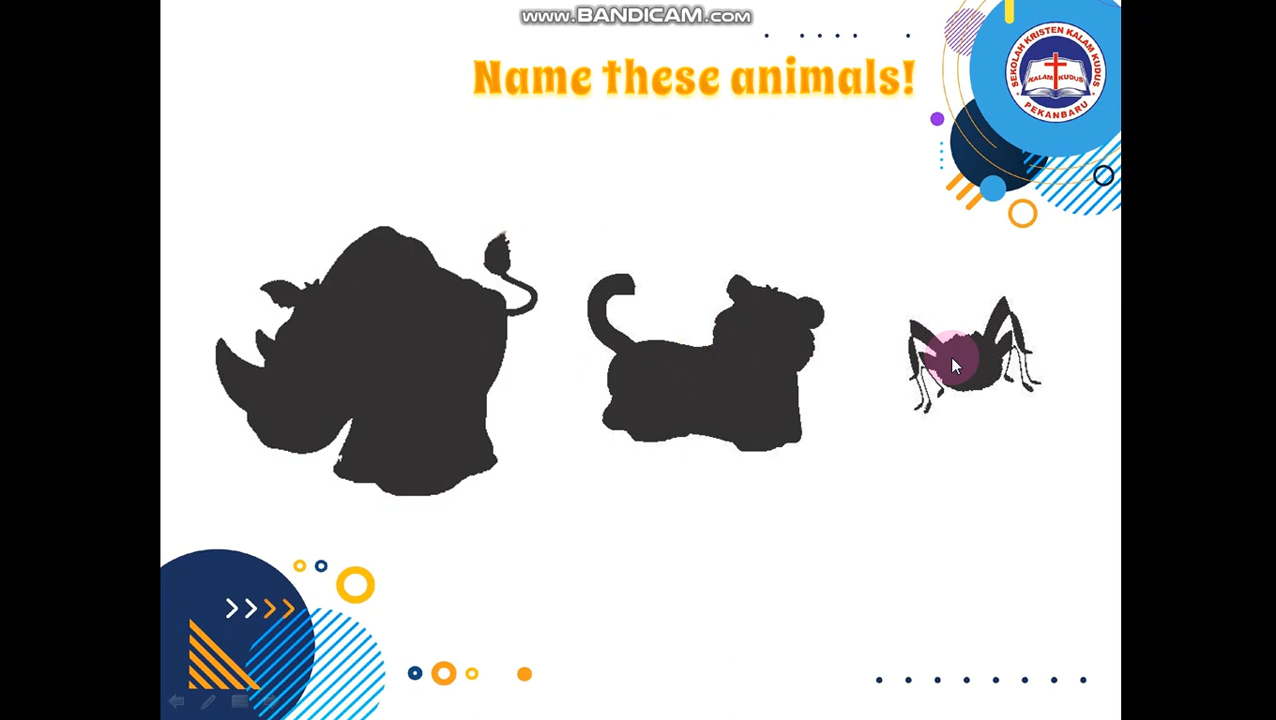 www.BANDICAM.com
Name these animals!
SEKOLAH KRISTEN KALAM KUDUS
KALAM KUDUS
PEKANBARU